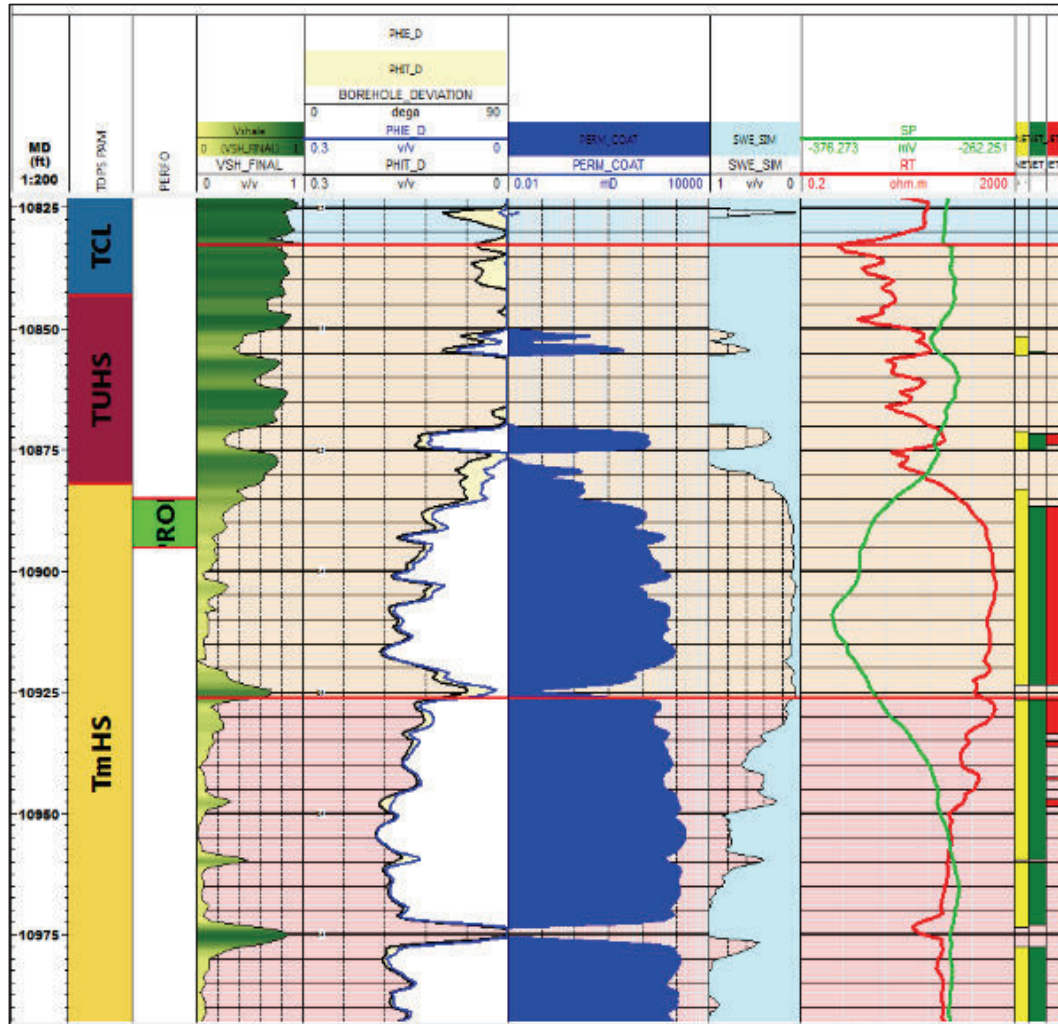 PHIE_D
PHIT_D
BOREHOLE_DEVIATION
0 dega 90
MD
(ft)
1:200
TOPS PAM
PERFO
Vshale
0 (VSH_FINAL) 1
VSH_FINAL
0 v/v 1
PHIE_D
0.3 v/v 0
PHIT_D
0.3 v/v 0
PERM_COAT
PERM_COAT
0.01 mD 10000
SWE_SIM
SWE_SIM
1 v/v 0
SP
-376.273 mV -262.251
RT
0.2 ohm.m 2000
10825
10850
10875
10900
10925
10950
10975
TCL
TUHS
TmHS